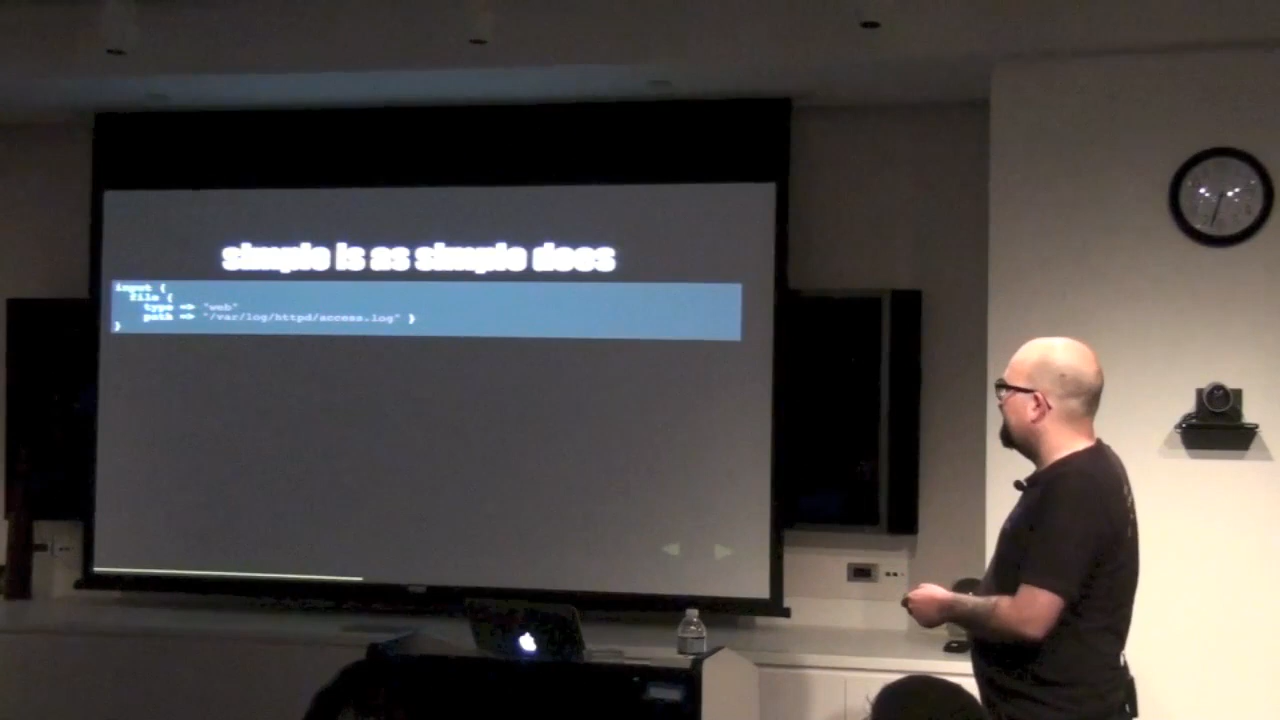 simple is as simple does
input {
file {
type => "web"
path => "/var/log/httpd/access.log" }
}